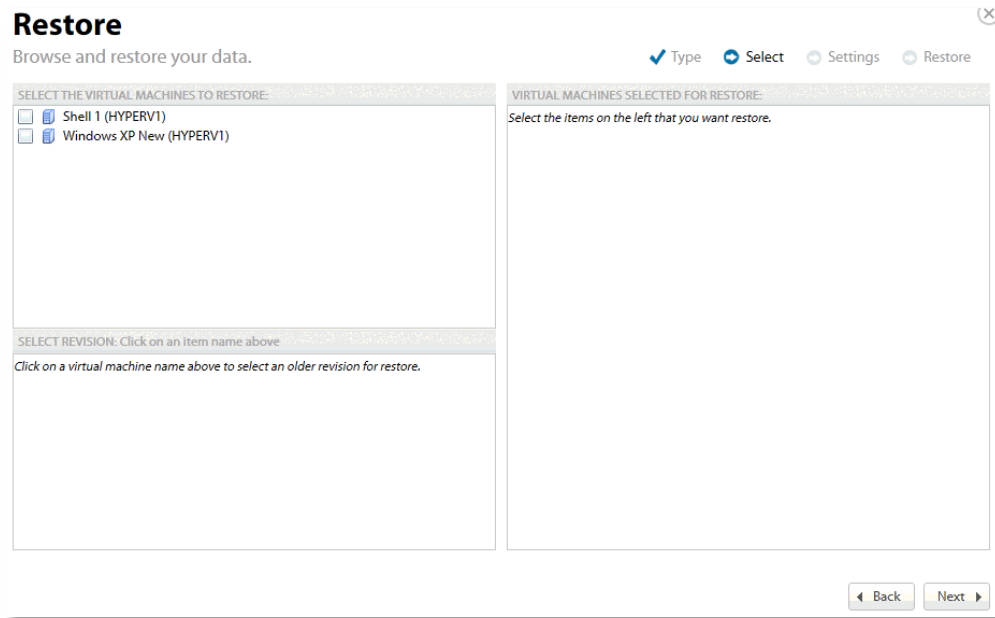 Restore
Browse and restore your data.
Type Select Settings Restore
SELECT THE VIRTUAL MACHINES TO RESTORE:
Shell 1 (HYPERV1)
Windows XP New (HYPERV1)
SELECT REVISION: Click on an item name above
Click on a virtual machine name above to select an older revision for restore.
VIRTUAL MACHINES SELECTED FOR RESTORE:
Select the items on the left that you want restore.
Back Next